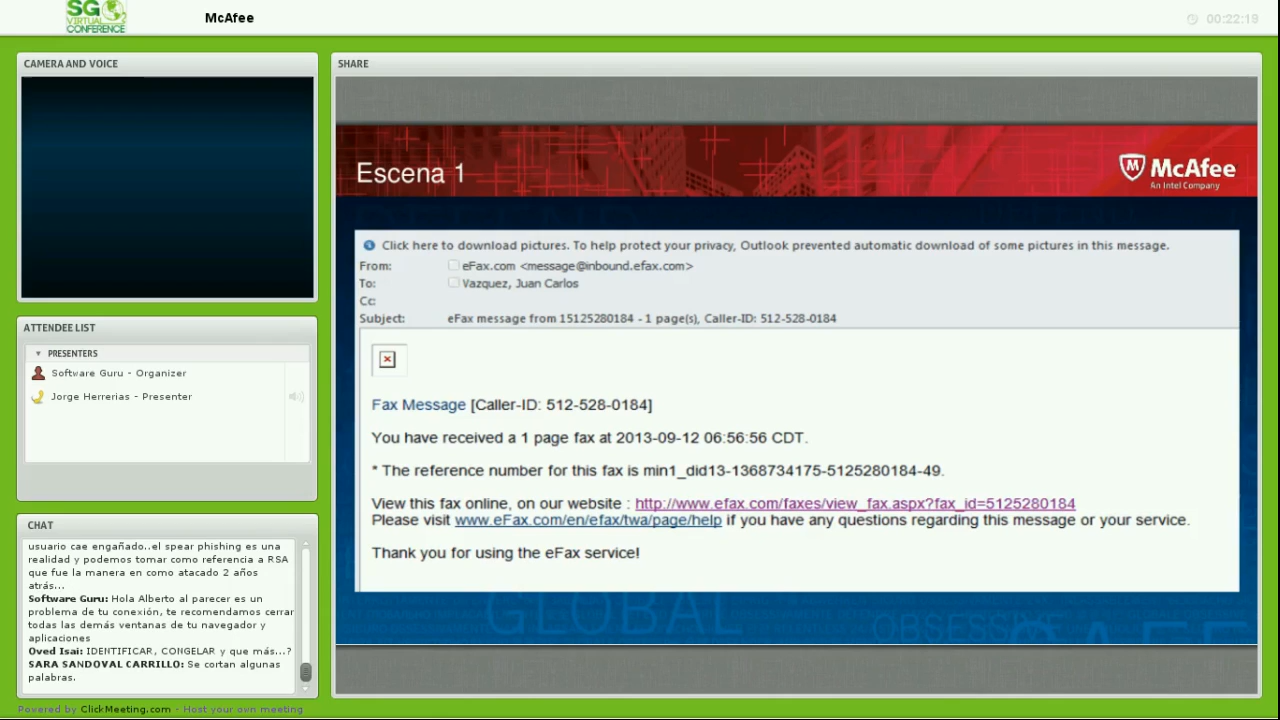 SG
VIRTUAL
CONFERENCE
McAfee
00:22:19
CAMERA AND VOICE
SHARE
Escena 1
McAfee
An Intel Company
Click here to download pictures. To help protect your privacy, Outlook prevented automatic download of some pictures in this message.
From: eFax.com <message@inbound.efax.com>
To: Vazquez, Juan Carlos
Cc:
Subject: eFax message from 15125280184 - 1 page(s), Caller-ID: 512-528-0184
Fax Message [Caller-ID: 512-528-0184]
You have received a 1 page fax at 2013-09-12 06:56:56 CDT.
* The reference number for this fax is min1_did13-1368734175-5125280184-49.
View this fax online, on our website : http://www.efax.com/faxes/view_fax.aspx?fax_id=5125280184
Please visit www.eFax.com/en/efax/twa/page/help if you have any questions regarding this message or your service.
Thank you for using the eFax service!
GLOBAL
OBSESSIVE
ATTENDEE LIST
PRESENTERS
Software Guru - Organizer
Jorge Herrerias - Presenter
CHAT
usuario cae engañado..el spear phishing es una
realidad y podemos tomar como referencia a RSA
que fue la manera en como atacado 2 años
atrás...
Software Guru: Hola Alberto al parecer es un
problema de tu conexión, te recomendamos cerrar
todas las demás ventanas de tu navegador y
aplicaciones
Oved Isai: IDENTIFICAR, CONGELAR y que más...?
SARA SANDOVAL CARRILLO: Se cortan algunas
palabras.
Powered by ClickMeeting.com - Host your own meeting